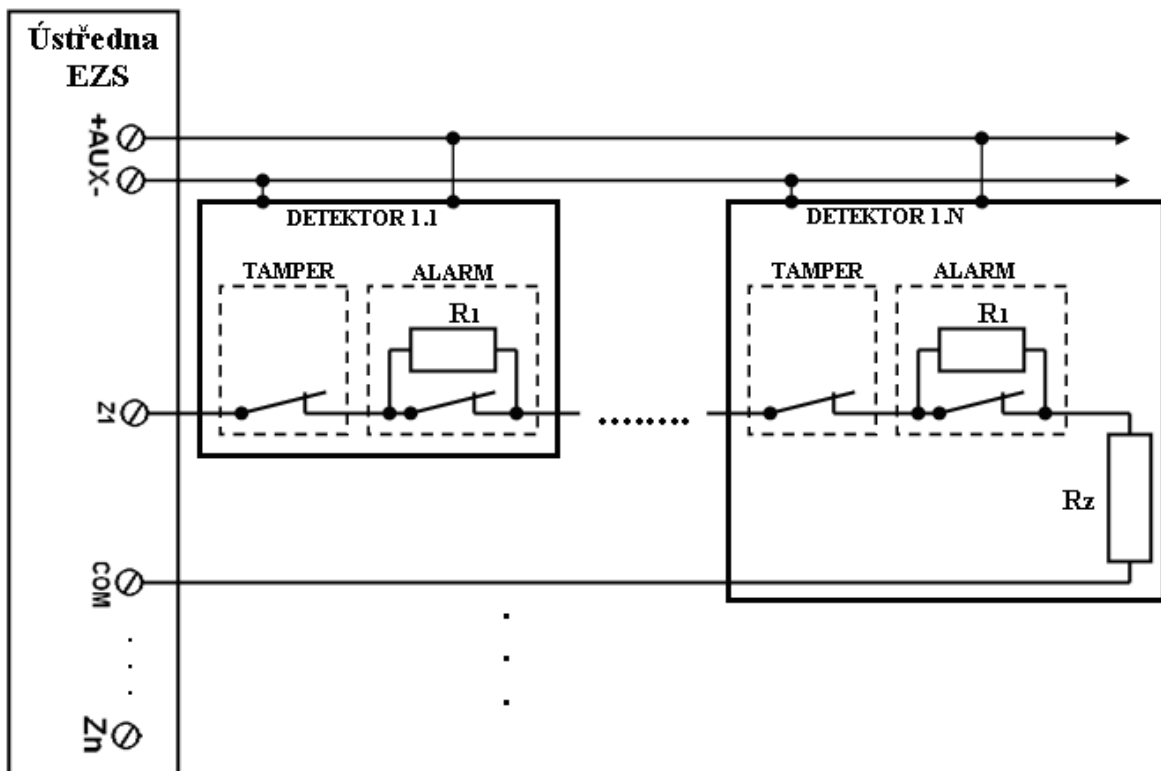 Ústředna
EZS
+AUX-
DETEKTOR 1.1
DETEKTOR 1.N
TAMPER
ALARM
TAMPER
ALARM
R1
R1
Z1
Rz
COM
Zn